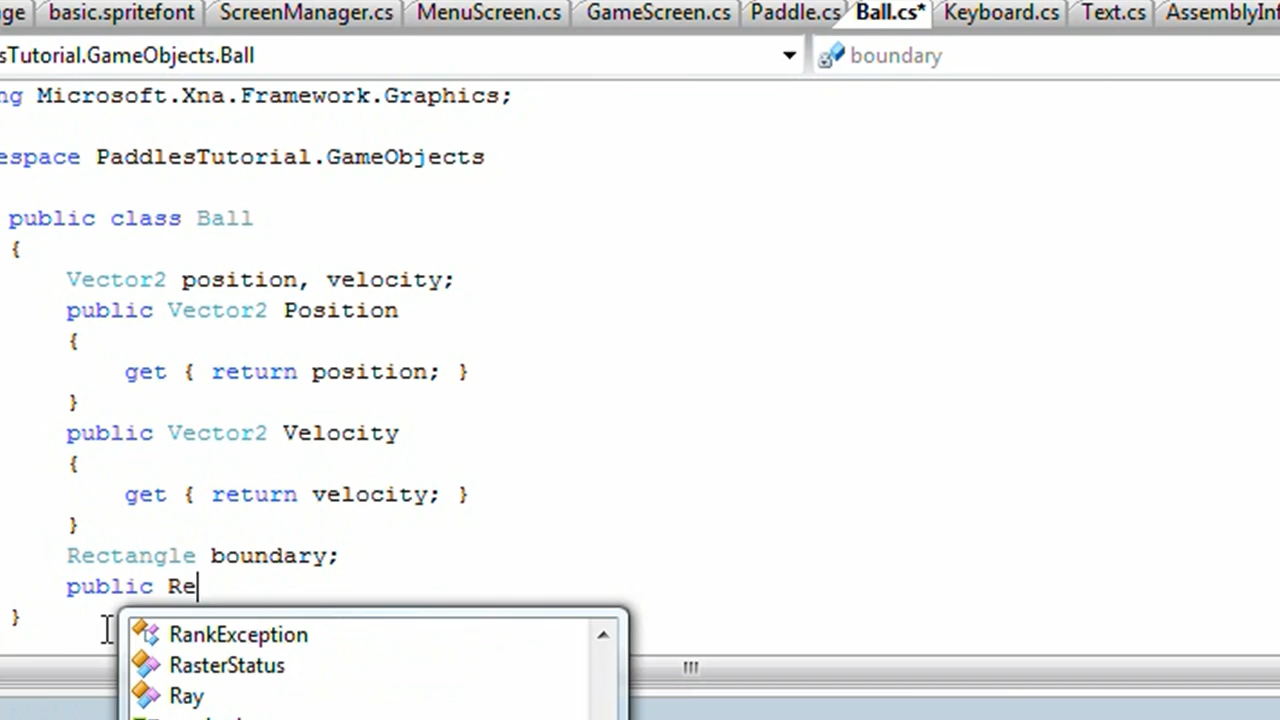 ge basic.spritefont ScreenManager.cs MenuScreen.cs GameScreen.cs Paddle.cs Ball.cs* Keyboard.cs Text.cs AssemblyInf
sTutorial.GameObjects.Ball boundary
ng Microsoft.Xna.Framework.Graphics;
espace PaddlesTutorial.GameObjects
public class Ball
{
Vector2 position, velocity;
public Vector2 Position
{
get { return position; }
}
public Vector2 Velocity
{
get { return velocity; }
}
Rectangle boundary;
public Re
}
RankException
RasterStatus
Ray